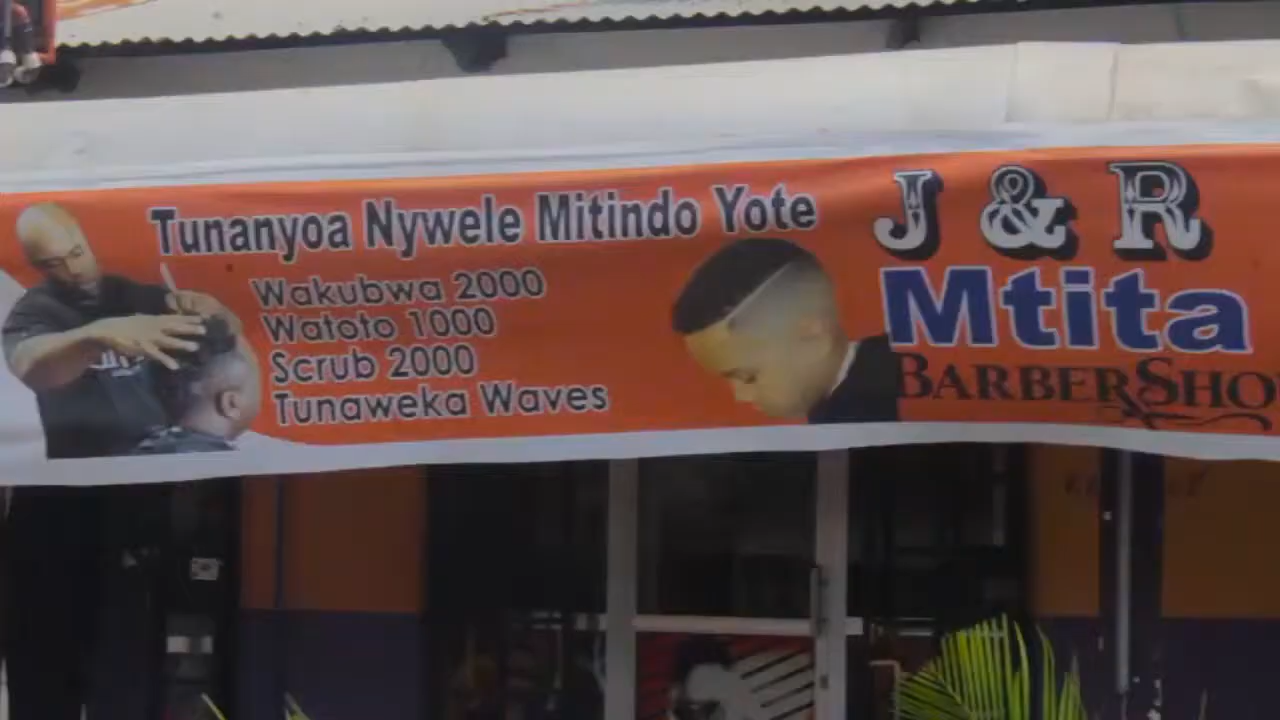 Tunanyoa Nywele Mitindo Yote
Wakubwa 2000
Watoto 1000
Scrub 2000
Tunaweka Waves
J & R
Mtita
BARBERSHO